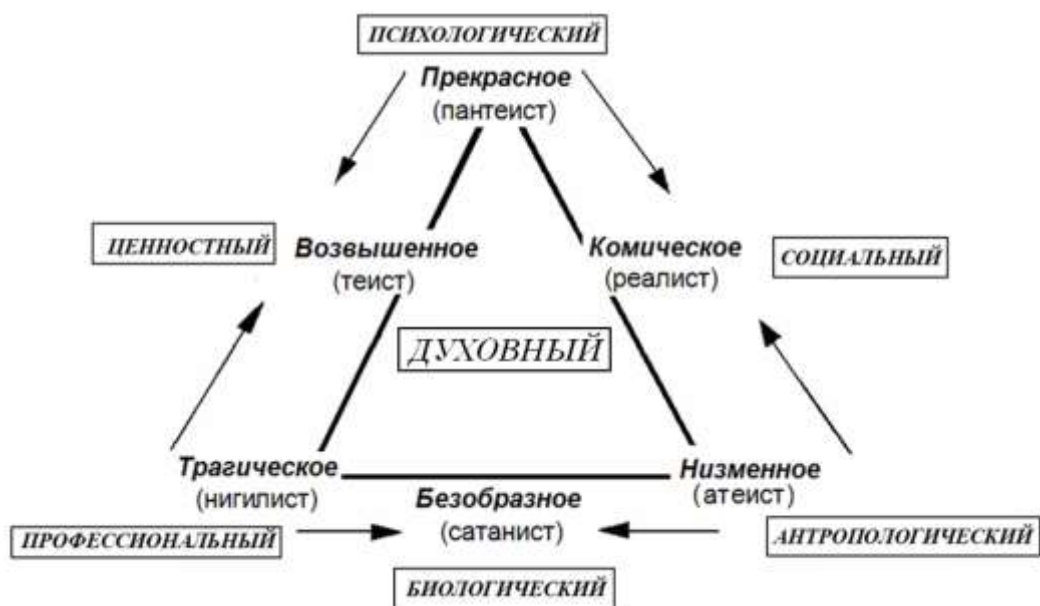 ПСИХОЛОГИЧЕСКИЙ
Прекрасное
(пантеист)
ЦЕННОСТНЫЙ
Возвышенное
(теист)
Комическое
(реалист)
СОЦИАЛЬНЫЙ
ДУХОВНЫЙ
Трагическое
(нигилист)
Безобразное
(сатанист)
Низменное
(атеист)
ПРОФЕССИОНАЛЬНЫЙ
АНТРОПОЛОГИЧЕСКИЙ
БИОЛОГИЧЕСКИЙ